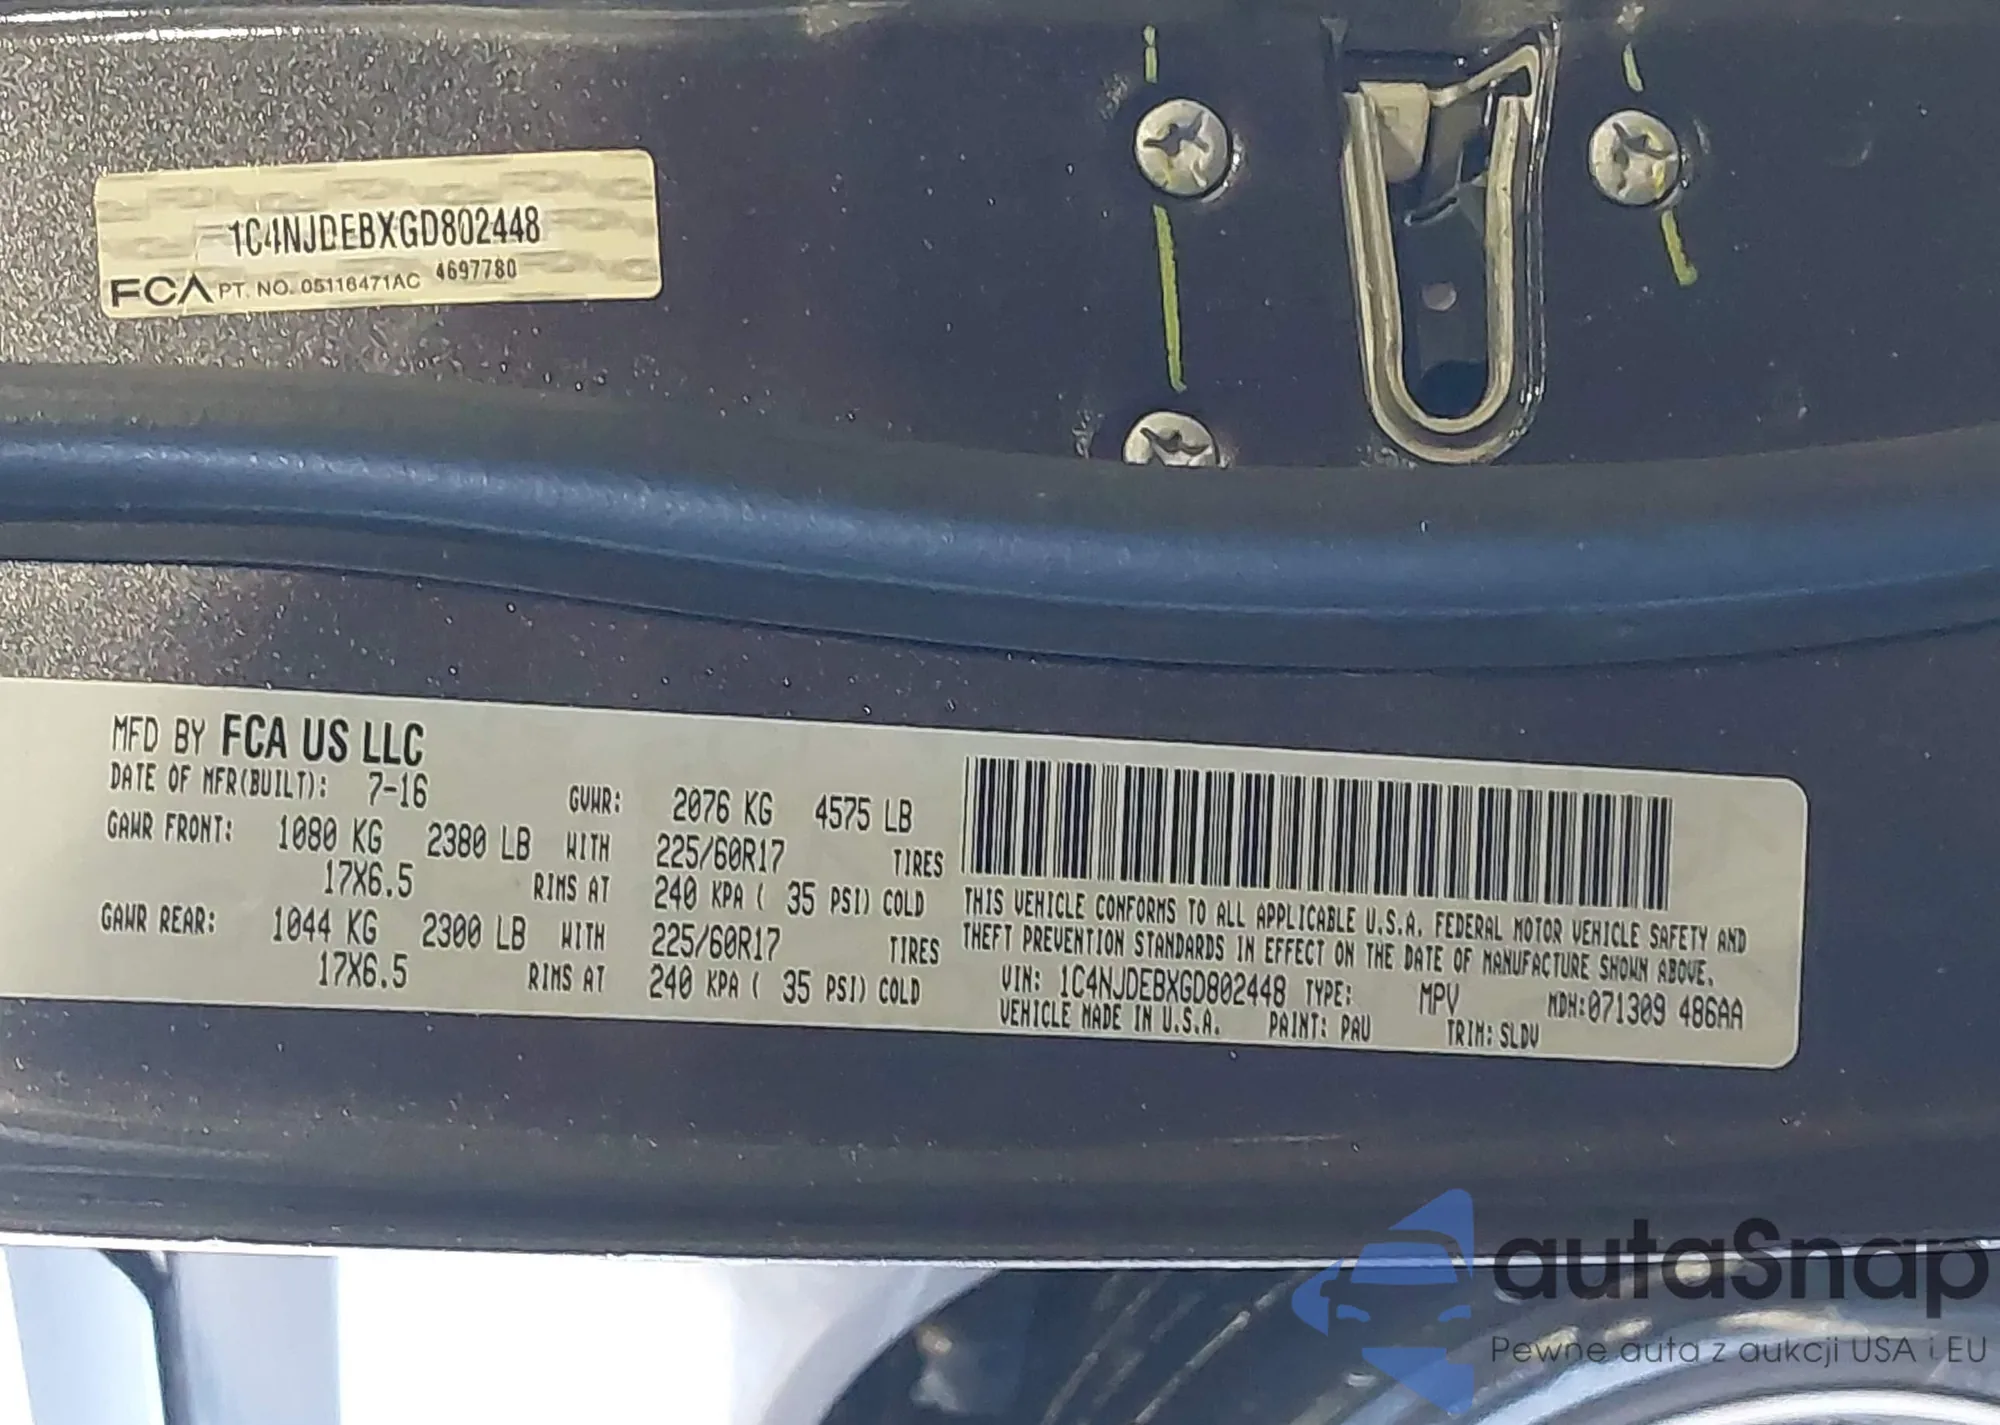 1C4NJDEBXGD802448
FCA PT. NO. 05116471AC 4697780
MFD BY FCA US LLC
DATE OF MFR(BUILT): 7-16 GVWR: 2076 KG 4575 LB
GAWR FRONT: 1080 KG 2380 LB WITH 225/60R17 TIRES
17X6.5 RIMS AT 240 KPA ( 35 PSI) COLD
GAWR REAR: 1044 KG 2300 LB WITH 225/60R17 TIRES
17X6.5 RIMS AT 240 KPA ( 35 PSI) COLD
THIS VEHICLE CONFORMS TO ALL APPLICABLE U.S.A. FEDERAL MOTOR VEHICLE SAFETY AND
THEFT PREVENTION STANDARDS IN EFFECT ON THE DATE OF MANUFACTURE SHOWN ABOVE.
VIN: 1C4NJDEBXGD802448 TYPE: MPV MDH:071309 486AA
VEHICLE MADE IN U.S.A. PAINT: PAU TRIM: SLDV
autaSnap
Pewne auta z aukcji USA i EU